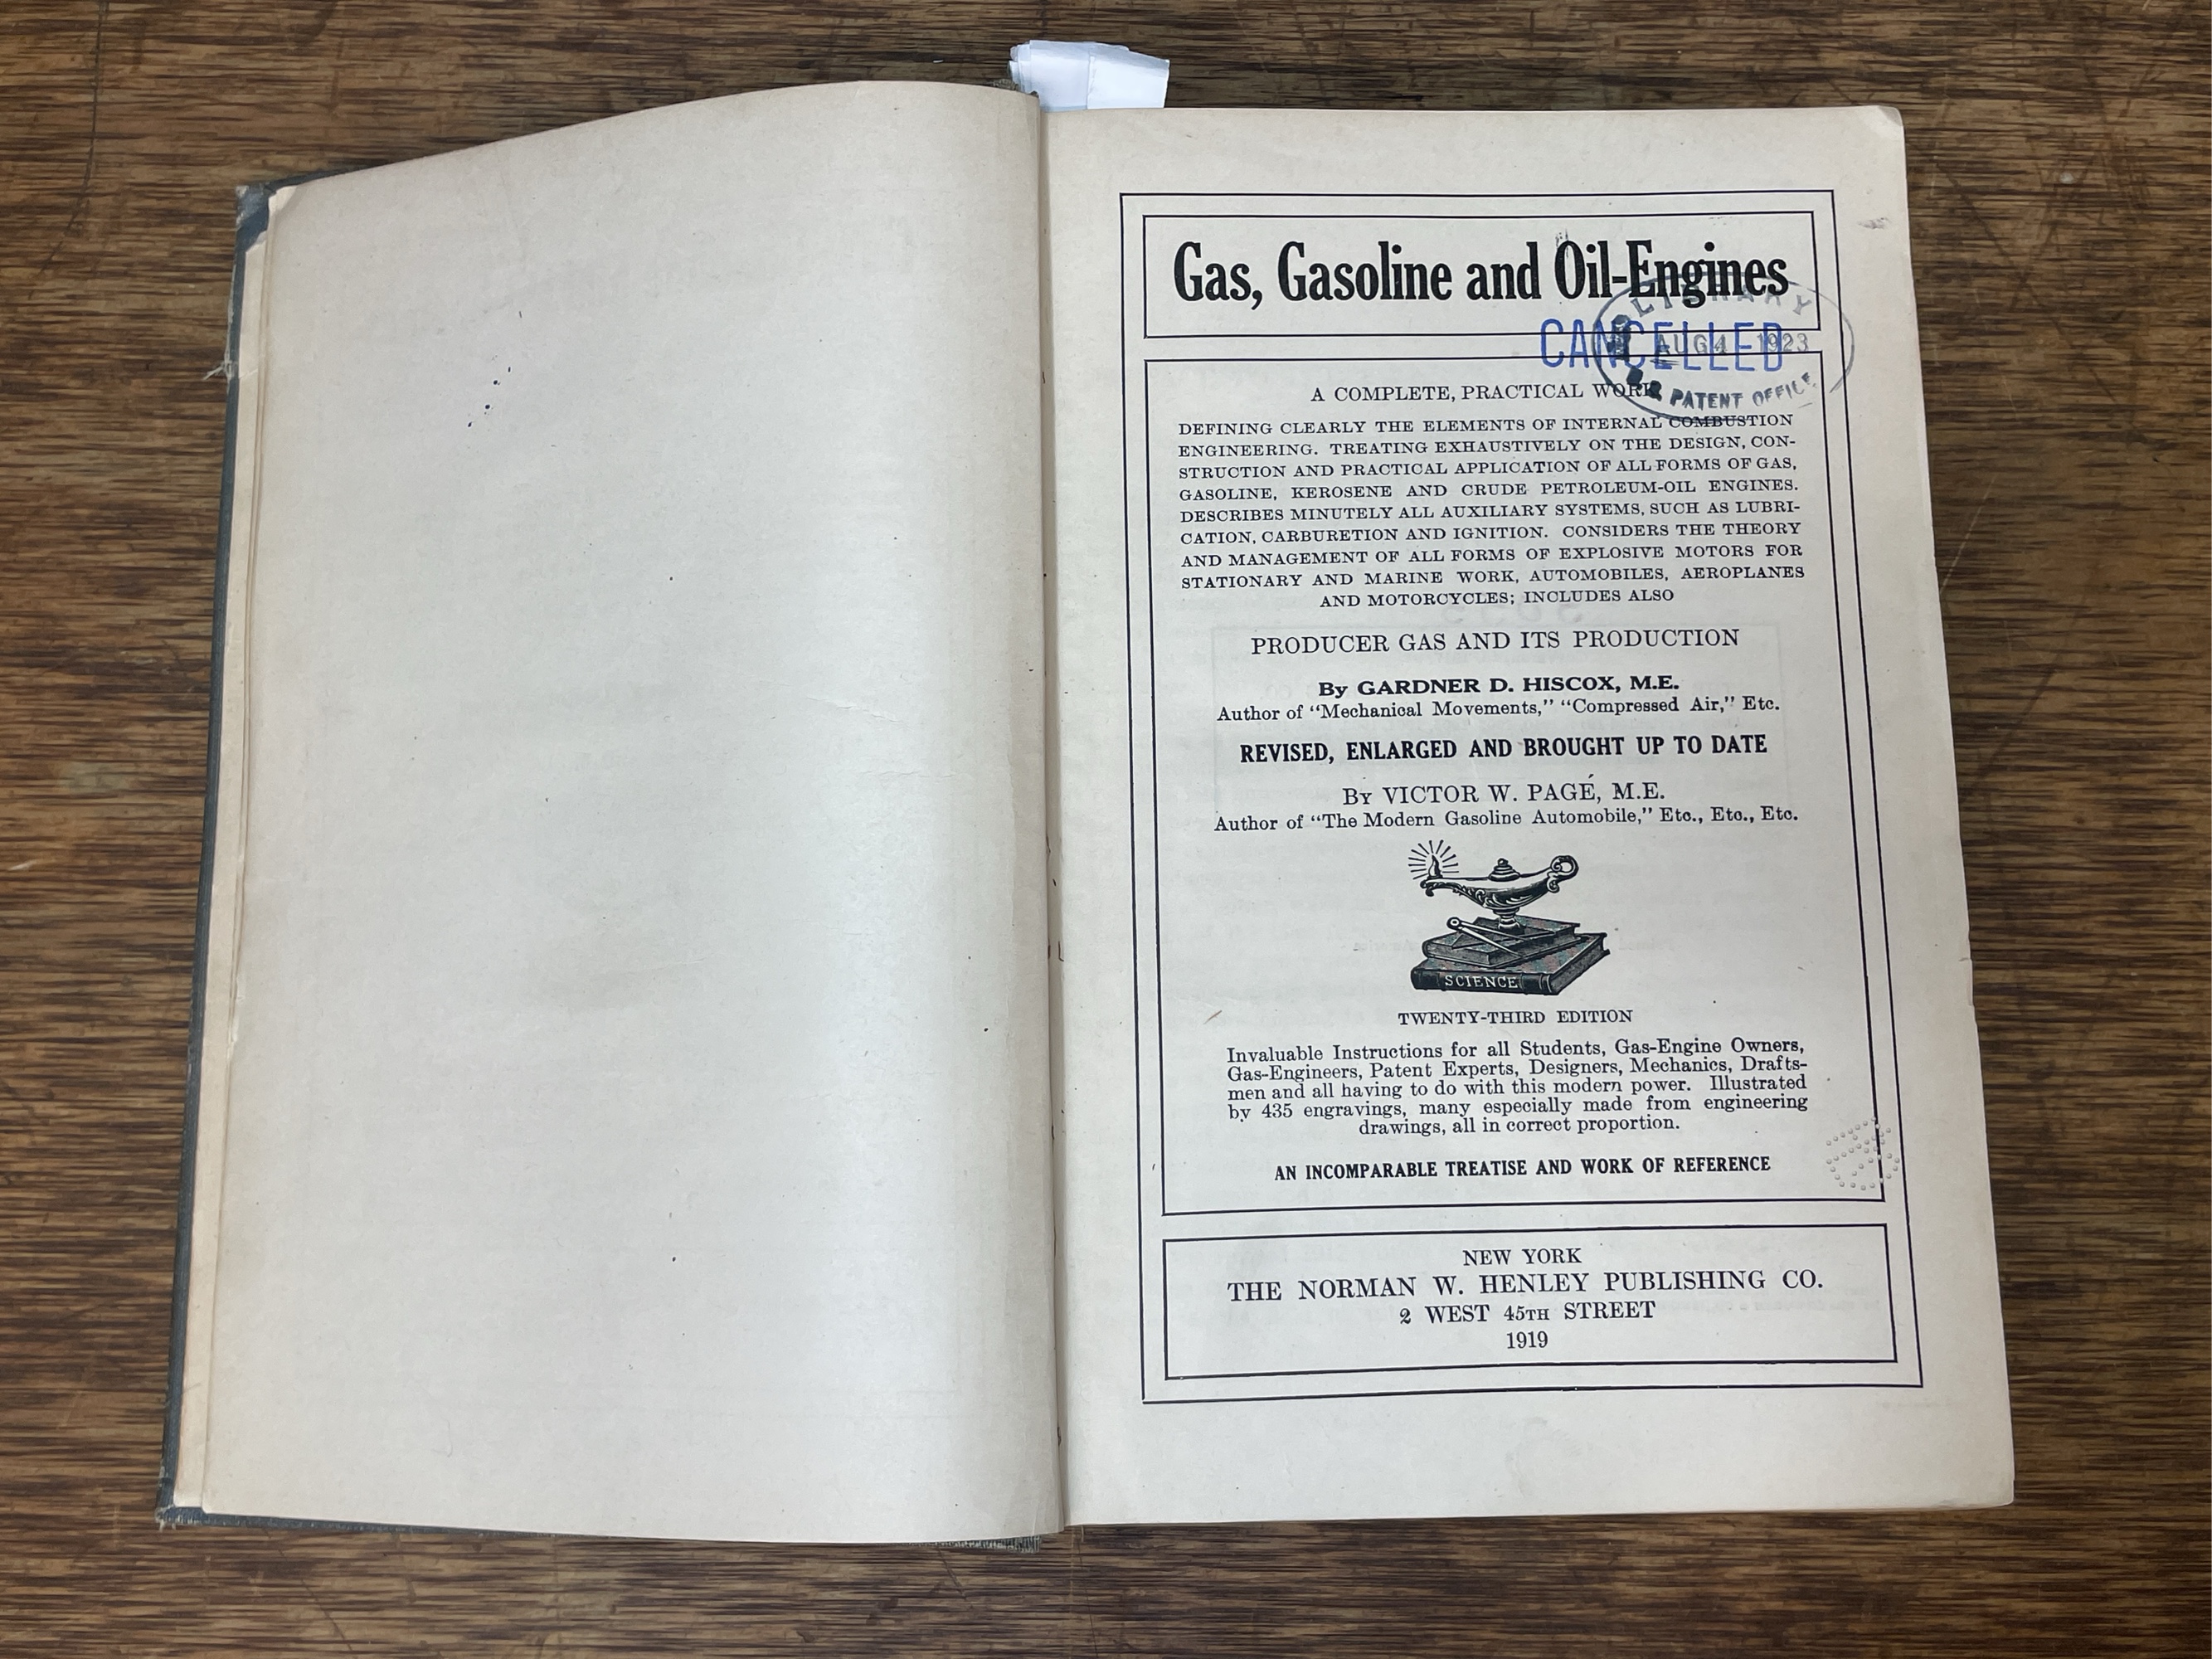 Gas, Gasoline and Oil-Engines
LIBRARY
CANCELLED
AUG 4 1923
PATENT OFFICE
A COMPLETE, PRACTICAL WORK
DEFINING CLEARLY THE ELEMENTS OF INTERNAL COMBUSTION
ENGINEERING. TREATING EXHAUSTIVELY ON THE DESIGN, CON-
STRUCTION AND PRACTICAL APPLICATION OF ALL FORMS OF GAS,
GASOLINE, KEROSENE AND CRUDE PETROLEUM-OIL ENGINES.
DESCRIBES MINUTELY ALL AUXILIARY SYSTEMS, SUCH AS LUBRI-
CATION, CARBURETION AND IGNITION. CONSIDERS THE THEORY
AND MANAGEMENT OF ALL FORMS OF EXPLOSIVE MOTORS FOR
STATIONARY AND MARINE WORK, AUTOMOBILES, AEROPLANES
AND MOTORCYCLES; INCLUDES ALSO
PRODUCER GAS AND ITS PRODUCTION
By GARDNER D. HISCOX, M.E.
Author of "Mechanical Movements," "Compressed Air," Etc.
REVISED, ENLARGED AND BROUGHT UP TO DATE
By VICTOR W. PAGÉ, M.E.
Author of "The Modern Gasoline Automobile," Etc., Etc., Etc.
SCIENCE
TWENTY-THIRD EDITION
Invaluable Instructions for all Students, Gas-Engine Owners,
Gas-Engineers, Patent Experts, Designers, Mechanics, Drafts-
men and all having to do with this modern power. Illustrated
by 435 engravings, many especially made from engineering
drawings, all in correct proportion.
AN INCOMPARABLE TREATISE AND WORK OF REFERENCE
NEW YORK
THE NORMAN W. HENLEY PUBLISHING CO.
2 WEST 45TH STREET
1919